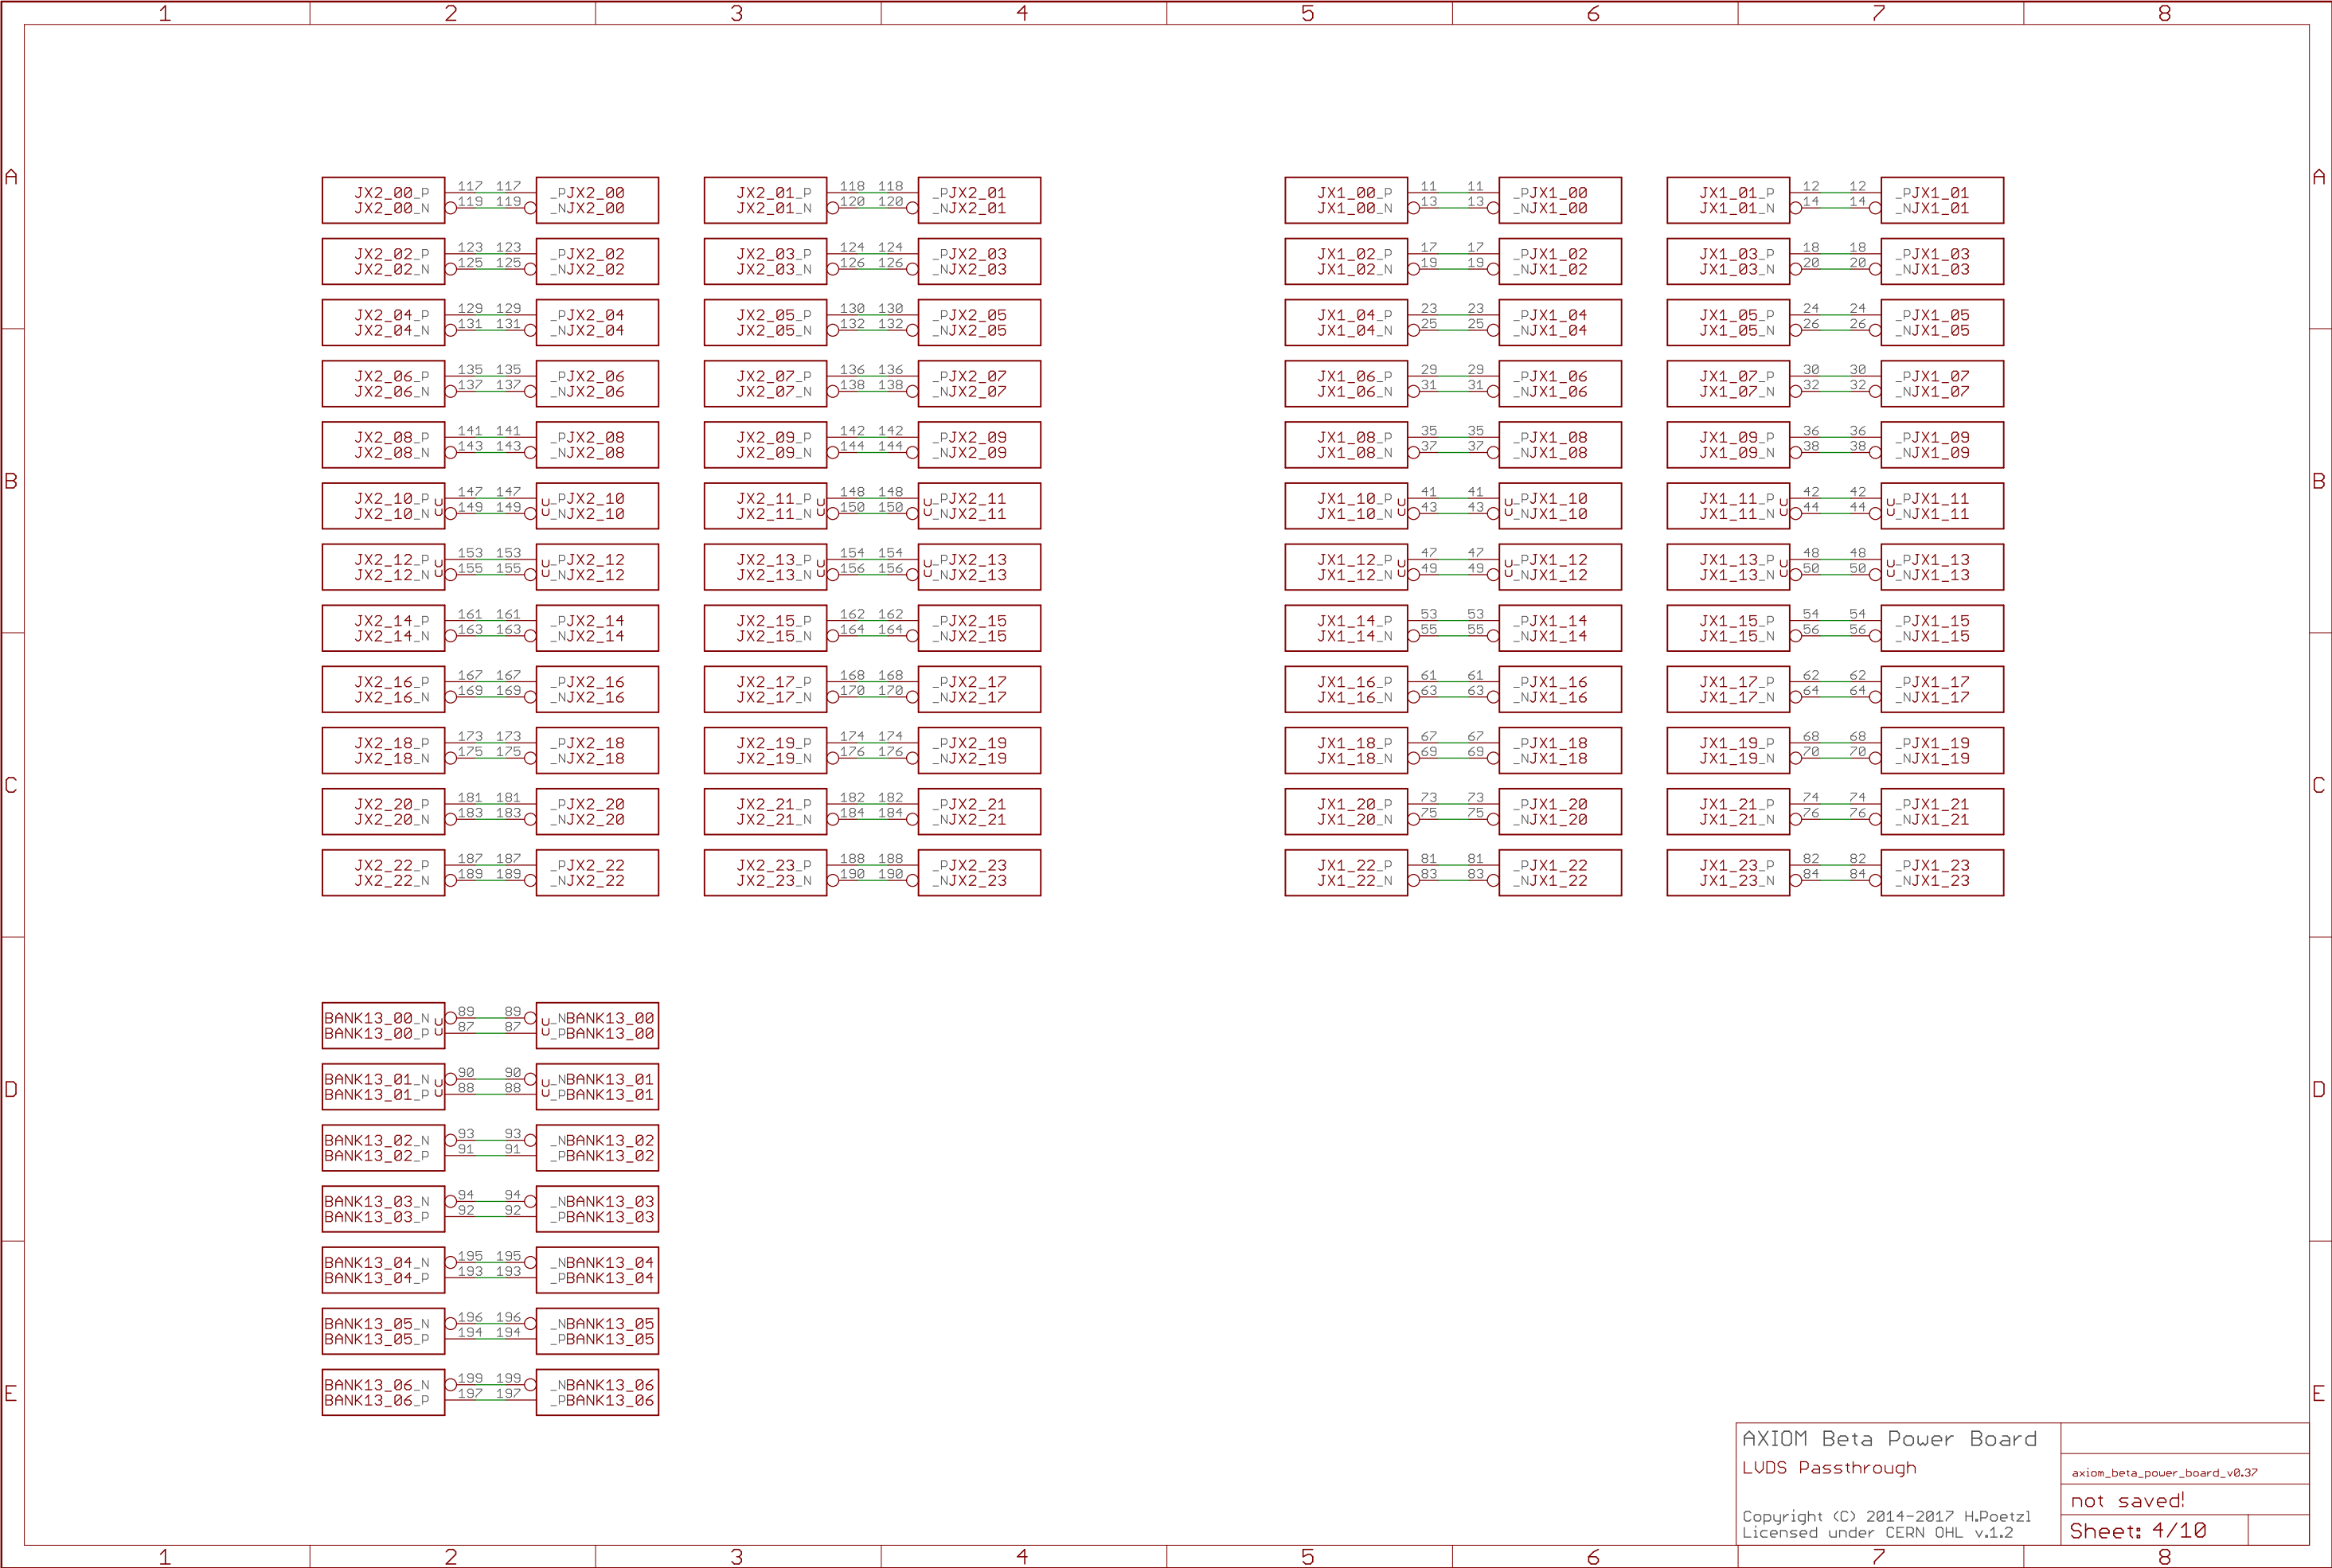 1 2 3 4 5 6 7 8
A A
JX2_00_P 117 117 _PJX2_00 JX2_01_P 118 118 _PJX2_01 JX1_00_P 11 11 _PJX1_00 JX1_01_P 12 12 _PJX1_01
JX2_00_N 119 119 _NJX2_00 JX2_01_N 120 120 _NJX2_01 JX1_00_N 13 13 _NJX1_00 JX1_01_N 14 14 _NJX1_01
JX2_02_P 123 123 _PJX2_02 JX2_03_P 124 124 _PJX2_03 JX1_02_P 17 17 _PJX1_02 JX1_03_P 18 18 _PJX1_03
JX2_02_N 125 125 _NJX2_02 JX2_03_N 126 126 _NJX2_03 JX1_02_N 19 19 _NJX1_02 JX1_03_N 20 20 _NJX1_03
JX2_04_P 129 129 _PJX2_04 JX2_05_P 130 130 _PJX2_05 JX1_04_P 23 23 _PJX1_04 JX1_05_P 24 24 _PJX1_05
JX2_04_N 131 131 _NJX2_04 JX2_05_N 132 132 _NJX2_05 JX1_04_N 25 25 _NJX1_04 JX1_05_N 26 26 _NJX1_05
JX2_06_P 135 135 _PJX2_06 JX2_07_P 136 136 _PJX2_07 JX1_06_P 29 29 _PJX1_06 JX1_07_P 30 30 _PJX1_07
JX2_06_N 137 137 _NJX2_06 JX2_07_N 138 138 _NJX2_07 JX1_06_N 31 31 _NJX1_06 JX1_07_N 32 32 _NJX1_07
JX2_08_P 141 141 _PJX2_08 JX2_09_P 142 142 _PJX2_09 JX1_08_P 35 35 _PJX1_08 JX1_09_P 36 36 _PJX1_09
JX2_08_N 143 143 _NJX2_08 JX2_09_N 144 144 _NJX2_09 JX1_08_N 37 37 _NJX1_08 JX1_09_N 38 38 _NJX1_09
B B
JX2_10_P U 147 147 U _PJX2_10 JX2_11_P U 148 148 U _PJX2_11 JX1_10_P U 41 41 U _PJX1_10 JX1_11_P U 42 42 U _PJX1_11
JX2_10_N U 149 149 U _NJX2_10 JX2_11_N U 150 150 U _NJX2_11 JX1_10_N U 43 43 U _NJX1_10 JX1_11_N U 44 44 U _NJX1_11
JX2_12_P U 153 153 U _PJX2_12 JX2_13_P U 154 154 U _PJX2_13 JX1_12_P U 47 47 U _PJX1_12 JX1_13_P U 48 48 U _PJX1_13
JX2_12_N U 155 155 U _NJX2_12 JX2_13_N U 156 156 U _NJX2_13 JX1_12_N U 49 49 U _NJX1_12 JX1_13_N U 50 50 U _NJX1_13
JX2_14_P 161 161 _PJX2_14 JX2_15_P 162 162 _PJX2_15 JX1_14_P 53 53 _PJX1_14 JX1_15_P 54 54 _PJX1_15
JX2_14_N 163 163 _NJX2_14 JX2_15_N 164 164 _NJX2_15 JX1_14_N 55 55 _NJX1_14 JX1_15_N 56 56 _NJX1_15
JX2_16_P 167 167 _PJX2_16 JX2_17_P 168 168 _PJX2_17 JX1_16_P 61 61 _PJX1_16 JX1_17_P 62 62 _PJX1_17
JX2_16_N 169 169 _NJX2_16 JX2_17_N 170 170 _NJX2_17 JX1_16_N 63 63 _NJX1_16 JX1_17_N 64 64 _NJX1_17
JX2_18_P 173 173 _PJX2_18 JX2_19_P 174 174 _PJX2_19 JX1_18_P 67 67 _PJX1_18 JX1_19_P 68 68 _PJX1_19
JX2_18_N 175 175 _NJX2_18 JX2_19_N 176 176 _NJX2_19 JX1_18_N 69 69 _NJX1_18 JX1_19_N 70 70 _NJX1_19
C C
JX2_20_P 181 181 _PJX2_20 JX2_21_P 182 182 _PJX2_21 JX1_20_P 73 73 _PJX1_20 JX1_21_P 74 74 _PJX1_21
JX2_20_N 183 183 _NJX2_20 JX2_21_N 184 184 _NJX2_21 JX1_20_N 75 75 _NJX1_20 JX1_21_N 76 76 _NJX1_21
JX2_22_P 187 187 _PJX2_22 JX2_23_P 188 188 _PJX2_23 JX1_22_P 81 81 _PJX1_22 JX1_23_P 82 82 _PJX1_23
JX2_22_N 189 189 _NJX2_22 JX2_23_N 190 190 _NJX2_23 JX1_22_N 83 83 _NJX1_22 JX1_23_N 84 84 _NJX1_23
BANK13_00_N U 89 89 U _NBANK13_00
BANK13_00_P U 87 87 U _PBANK13_00
D D
BANK13_01_N U 90 90 U _NBANK13_01
BANK13_01_P U 88 88 U _PBANK13_01
BANK13_02_N 93 93 _NBANK13_02
BANK13_02_P 91 91 _PBANK13_02
BANK13_03_N 94 94 _NBANK13_03
BANK13_03_P 92 92 _PBANK13_03
BANK13_04_N 195 195 _NBANK13_04
BANK13_04_P 193 193 _PBANK13_04
BANK13_05_N 196 196 _NBANK13_05
BANK13_05_P 194 194 _PBANK13_05
E E
BANK13_06_N 199 199 _NBANK13_06
BANK13_06_P 197 197 _PBANK13_06
AXIOM Beta Power Board
LVDS Passthrough
axiom_beta_power_board_v0.37
not saved!
Copyright (C) 2014-2017 H.Poetzl
Licensed under CERN OHL v.1.2
Sheet: 4/10
1 2 3 4 5 6 7 8